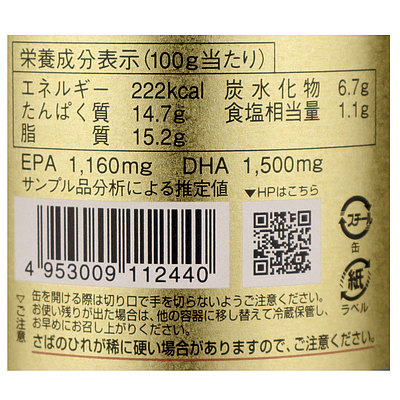 栄養成分表示(100g当たり)
エネルギー 222kcal 炭水化物 6.7g
たんぱく質 14.7g 食塩相当量 1.1g
脂質 15.2g
EPA 1,160mg DHA 1,500mg
サンプル品分析による推定値 ▼HPはこちら
スチール
缶
4 953009 112440
紙
ラベル
▽ご注意
缶を開ける際は切り口で手を切らないようご注意ください。
お使い残りが出た場合は、他の容器に移し替えて冷蔵保管し、
お早めにお召し上がりください。
さばのひれが稀に硬い場合がありますので、ご注意ください。